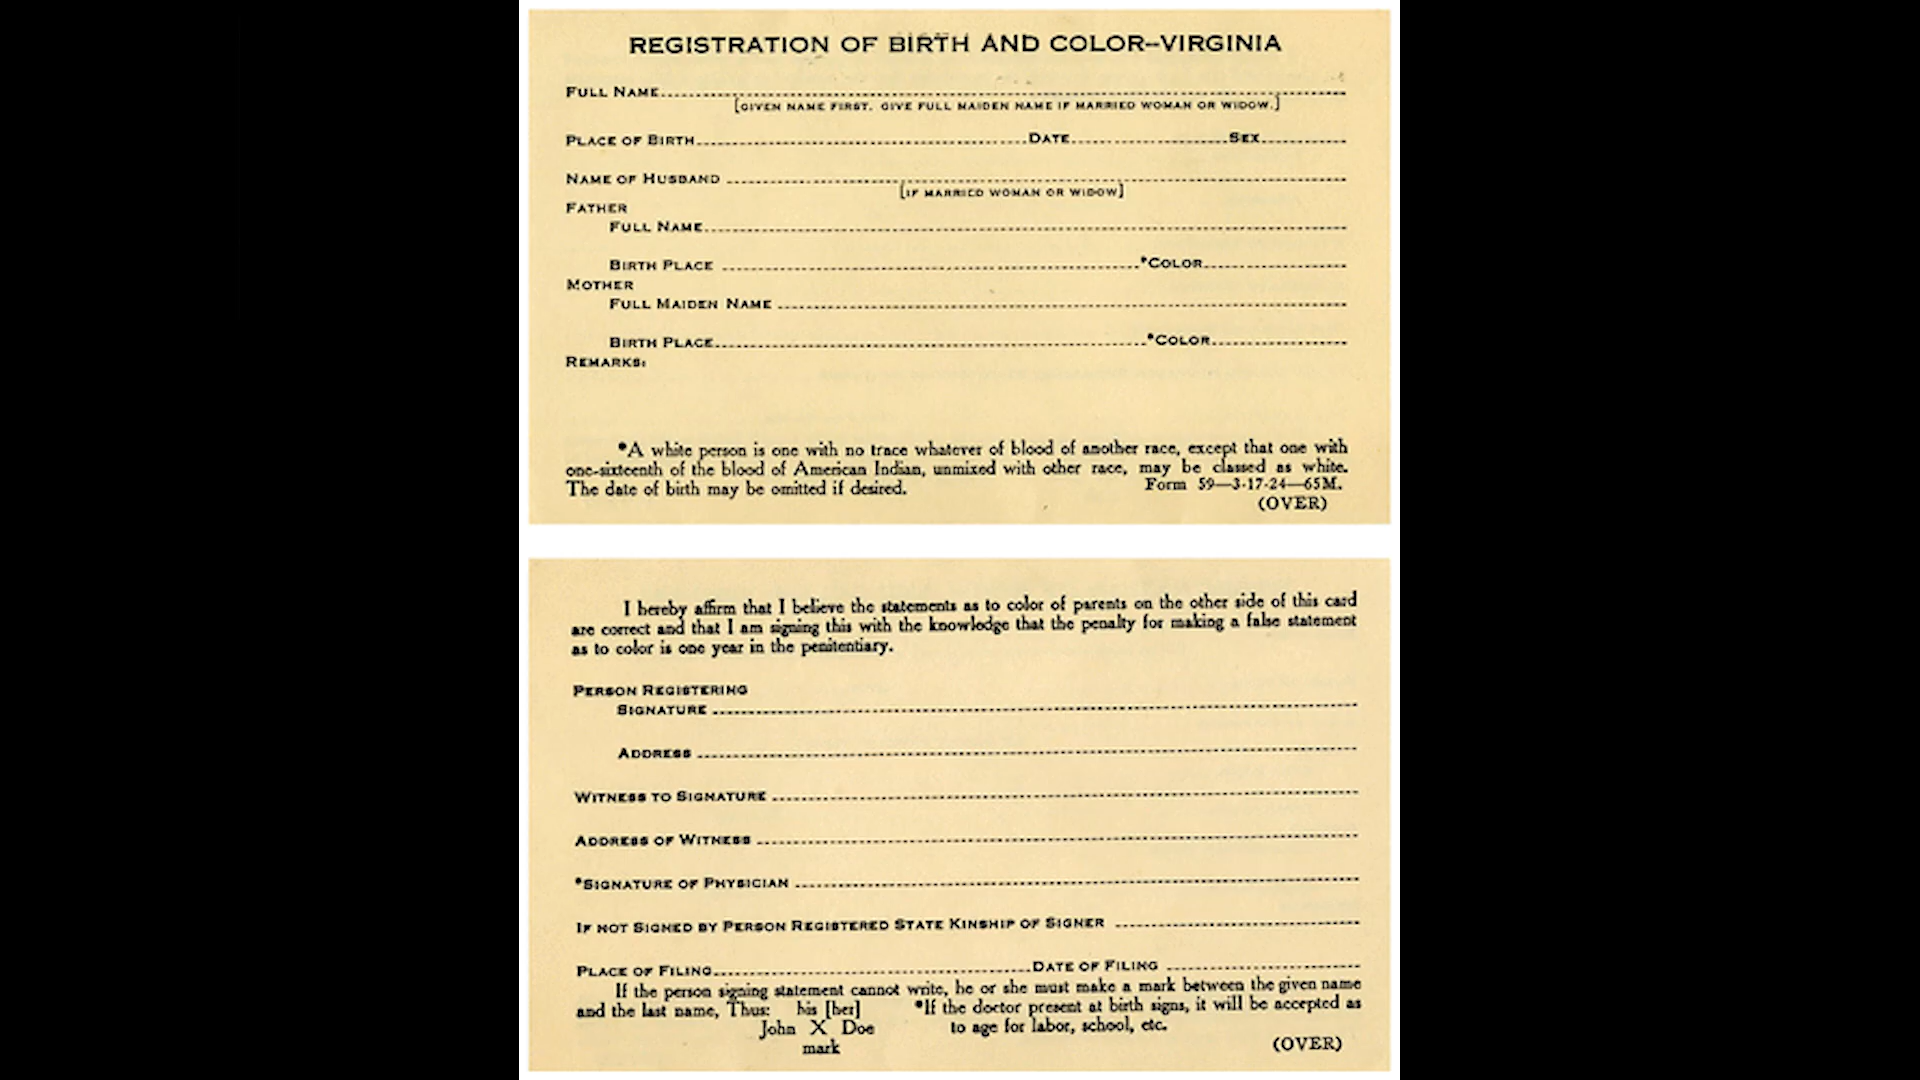 REGISTRATION OF BIRTH AND COLOR--VIRGINIA
FULL NAME
[GIVEN NAME FIRST. GIVE FULL MAIDEN NAME IF MARRIED WOMAN OR WIDOW.]
PLACE OF BIRTH DATE SEX
NAME OF HUSBAND
[IF MARRIED WOMAN OR WIDOW]
FATHER
FULL NAME
BIRTH PLACE *COLOR
MOTHER
FULL MAIDEN NAME
BIRTH PLACE *COLOR
REMARKS:
*A white person is one with no trace whatever of blood of another race, except that one with
one-sixteenth of the blood of American Indian, unmixed with other race, may be classed as white.
The date of birth may be omitted if desired. Form 59—3-17-24—65M.
(OVER)
I hereby affirm that I believe the statements as to color of parents on the other side of this card
are correct and that I am signing this with the knowledge that the penalty for making a false statement
as to color is one year in the penitentiary.
PERSON REGISTERING
SIGNATURE
ADDRESS
WITNESS TO SIGNATURE
ADDRESS OF WITNESS
*SIGNATURE OF PHYSICIAN
IF NOT SIGNED BY PERSON REGISTERED STATE KINSHIP OF SIGNER
PLACE OF FILING DATE OF FILING
If the person signing statement cannot write, he or she must make a mark between the given name
and the last name, Thus: his [her] *If the doctor present at birth signs, it will be accepted as
John X Doe to age for labor, school, etc.
mark (OVER)